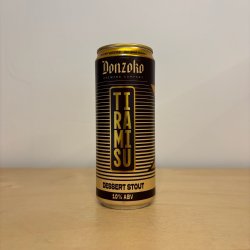 Donzoko
BREWING COMPANY
TI
RA
MI
SU
DESSERT STOUT
10% ABV